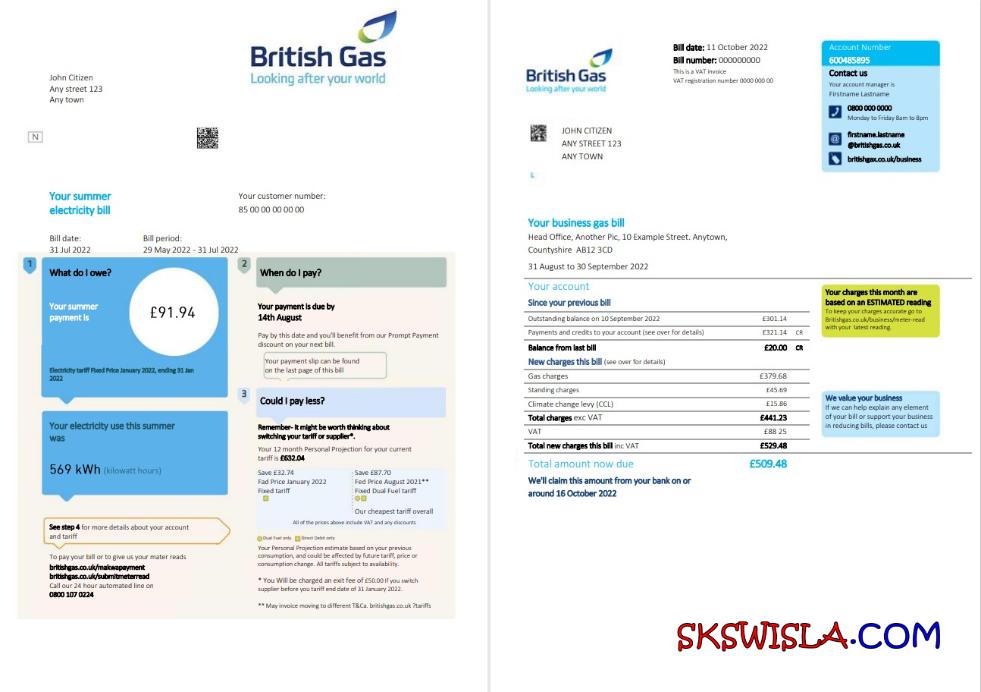 British Gas
Looking after your world
John Citizen
Any street 123
Any town
N
Your summer
electricity bill
Your customer number:
85 00 00 00 00 00
Bill date:
31 Jul 2022
Bill period:
29 May 2022 - 31 Jul 2022
1
What do I owe?
Your summer
payment is
£91.94
Electricity tariff Fixed Price January 2022, ending 31 Jan
2022
Your electricity use this summer
was
569 kWh (kilowatt hours)
See step 4 for more details about your account
and tariff
To pay your bill or to give us your mater reads
britishgas.co.uk/makwapayment
britishgas.co.uk/submitmeterread
Call our 24 hour automated line on
0800 107 0224
2
When do I pay?
Your payment is due by
14th August
Pay by this date and you'll benefit from our Prompt Payment
discount on your next bill.
Your payment slip can be found
on the last page of this bill
3
Could I pay less?
Remember- It might be worth thinking about
switching your tariff or supplier*.
Your 12 month Personal Projection for your current
tariff is £632.04
Save £32.74
Fad Price January 2022
Fixed tariff
Save £87.70
Fed Price August 2021**
Fixed Dual Fuel tariff
Our cheapest tariff overall
All of the prices above include VAT and any discounts
Dual Fuel only Direct Debit only
Your Personal Projection estimate based on your previous
consumption, and could be affected by future tariff, price or
consumption change. All tariffs subject to availability.
* You Will be charged an exit fee of £50.00 If you switch
supplier before you tariff end date of 31 January 2022.
** May invoice moving to different T&Ca. britishgas.co.uk ?tariffs
British Gas
Looking after your world
Bill date: 11 October 2022
Bill number: 000000000
This is a VAT invoice
VAT registration number 0000 000 00
Account Number
600485895
Contact us
Your account manager is
Firstname Lastname
0800 000 0000
Monday to Friday 8am to 8pm
firstname.lastname
@britishgas.co.uk
britishgax.co.uk/business
JOHN CITIZEN
ANY STREET 123
ANY TOWN
L
Your business gas bill
Head Office, Another Pic, 10 Example Street. Anytown,
Countyshire AB12 3CD
31 August to 30 September 2022
Your account
Since your previous bill
Outstanding balance on 10 September 2022 £301.14
Payments and credits to your account (see over for details) £321.14 CR
Balance from last bill £20.00 CR
New charges this bill (see over for details)
Gas charges £379.68
Standing charges £45.69
Climate change levy (CCL) £15.86
Total charges exc VAT £441.23
VAT £88 25
Total new charges this bill inc VAT £529.48
Total amount now due £509.48
We'll claim this amount from your bank on or
around 16 October 2022
Your charges this month are
based on an ESTIMATED reading
To keep your charges accurate go to
Britishgas.co.uk/business/meter-read
with your latest reading.
We value your business
If we can help explain any element
of your bill or support your business
in reducing bills, please contact us
SKSWISLA.COM